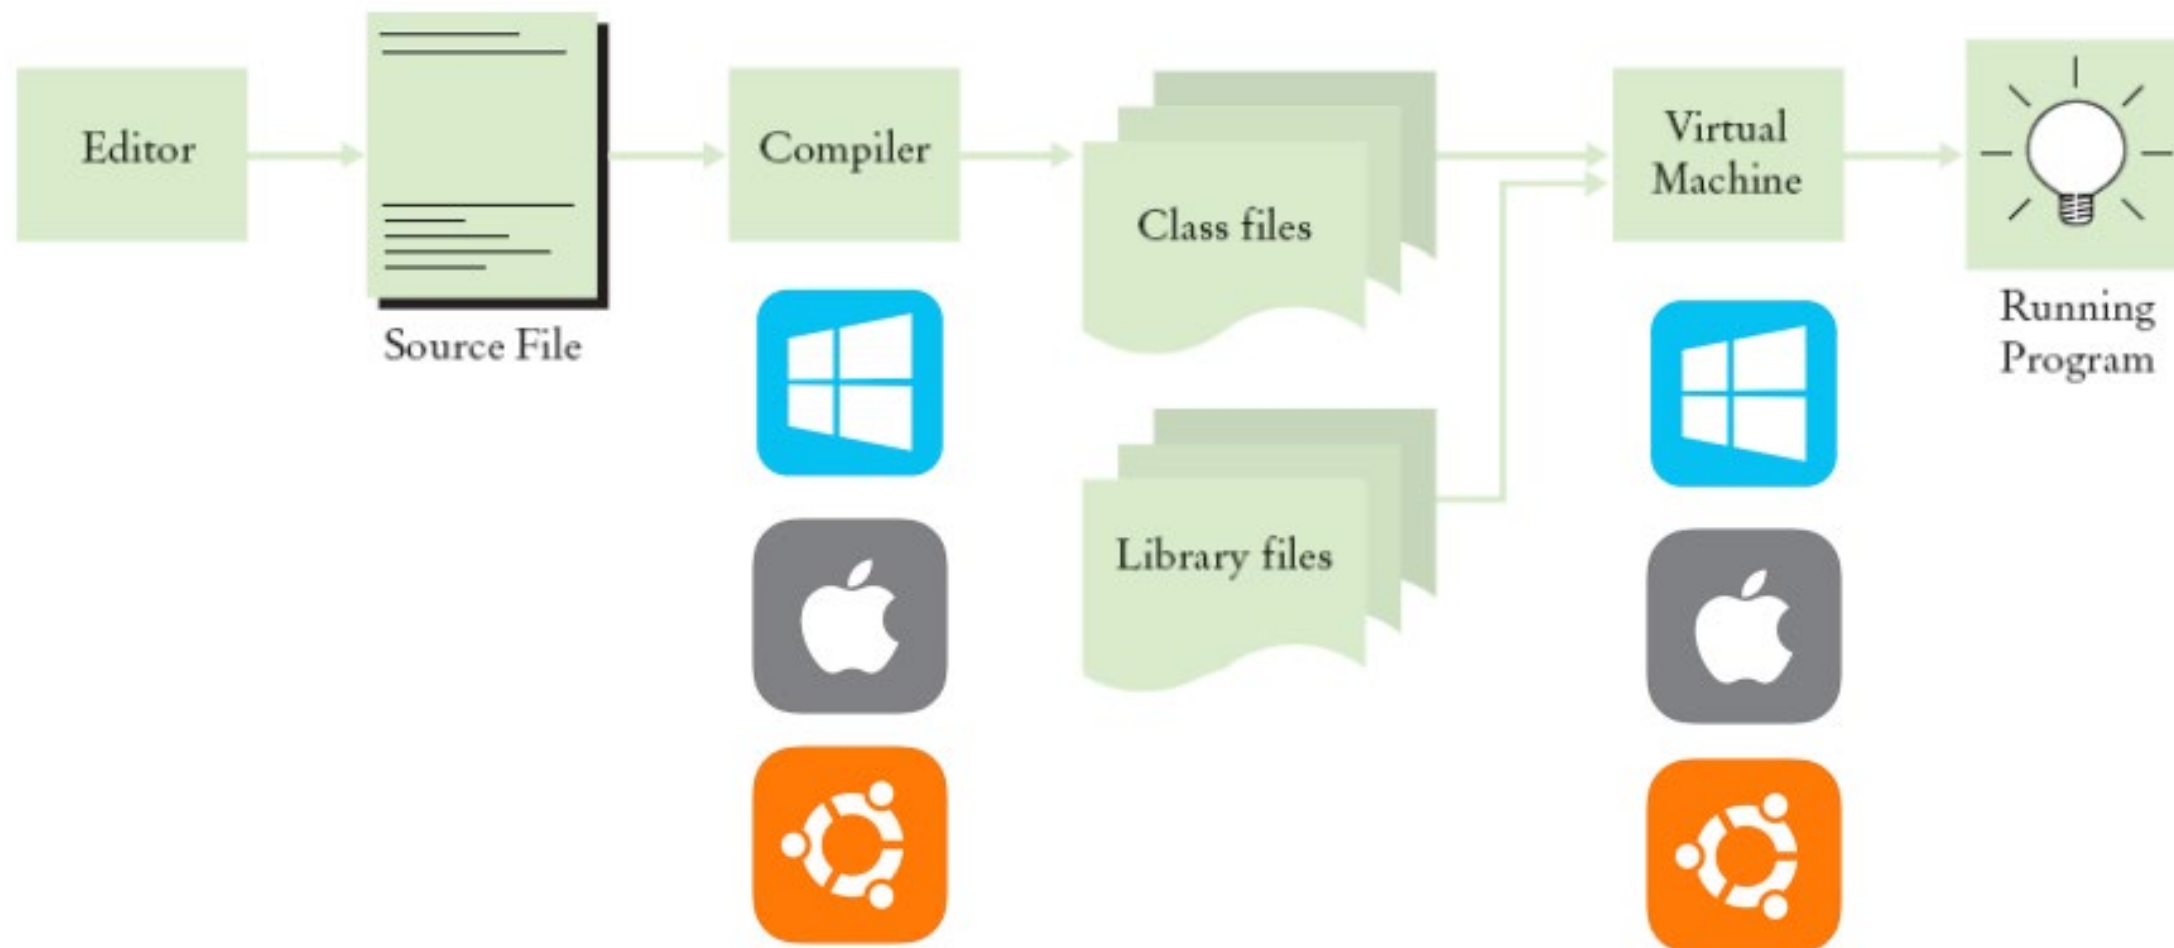 Editor
Source File
Compiler
Class files
Library files
Virtual
Machine
Running
Program